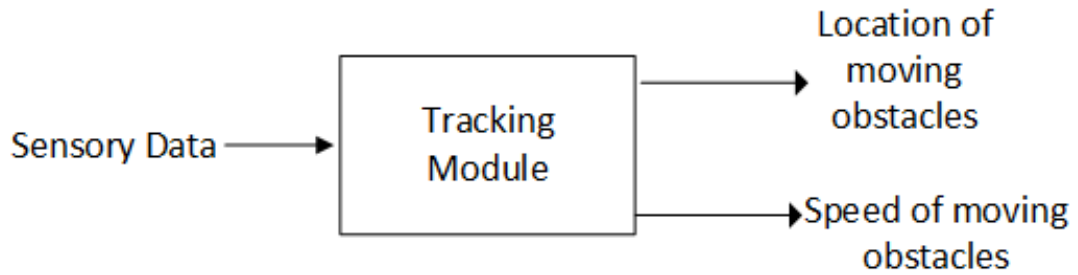 Sensory Data
Tracking
Module
Location of
moving
obstacles
Speed of moving
obstacles